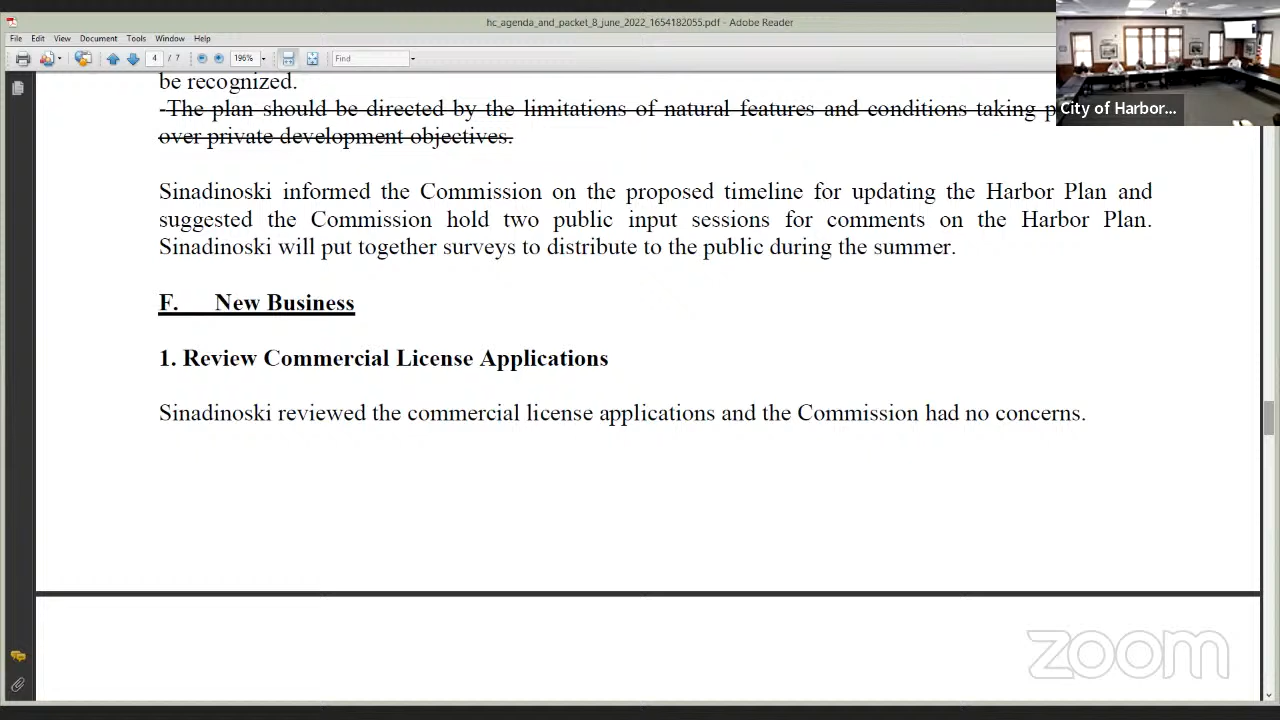 hc_agenda_and_packet_8_june_2022_1654182055.pdf - Adobe Reader
File Edit View Document Tools Window Help
4 / 7 196% Find
be recognized.
-The plan should be directed by the limitations of natural features and conditions taking p
over private development objectives.
City of Harbor...
Sinadinoski informed the Commission on the proposed timeline for updating the Harbor Plan and
suggested the Commission hold two public input sessions for comments on the Harbor Plan.
Sinadinoski will put together surveys to distribute to the public during the summer.
F. New Business
1. Review Commercial License Applications
Sinadinoski reviewed the commercial license applications and the Commission had no concerns.
zoom